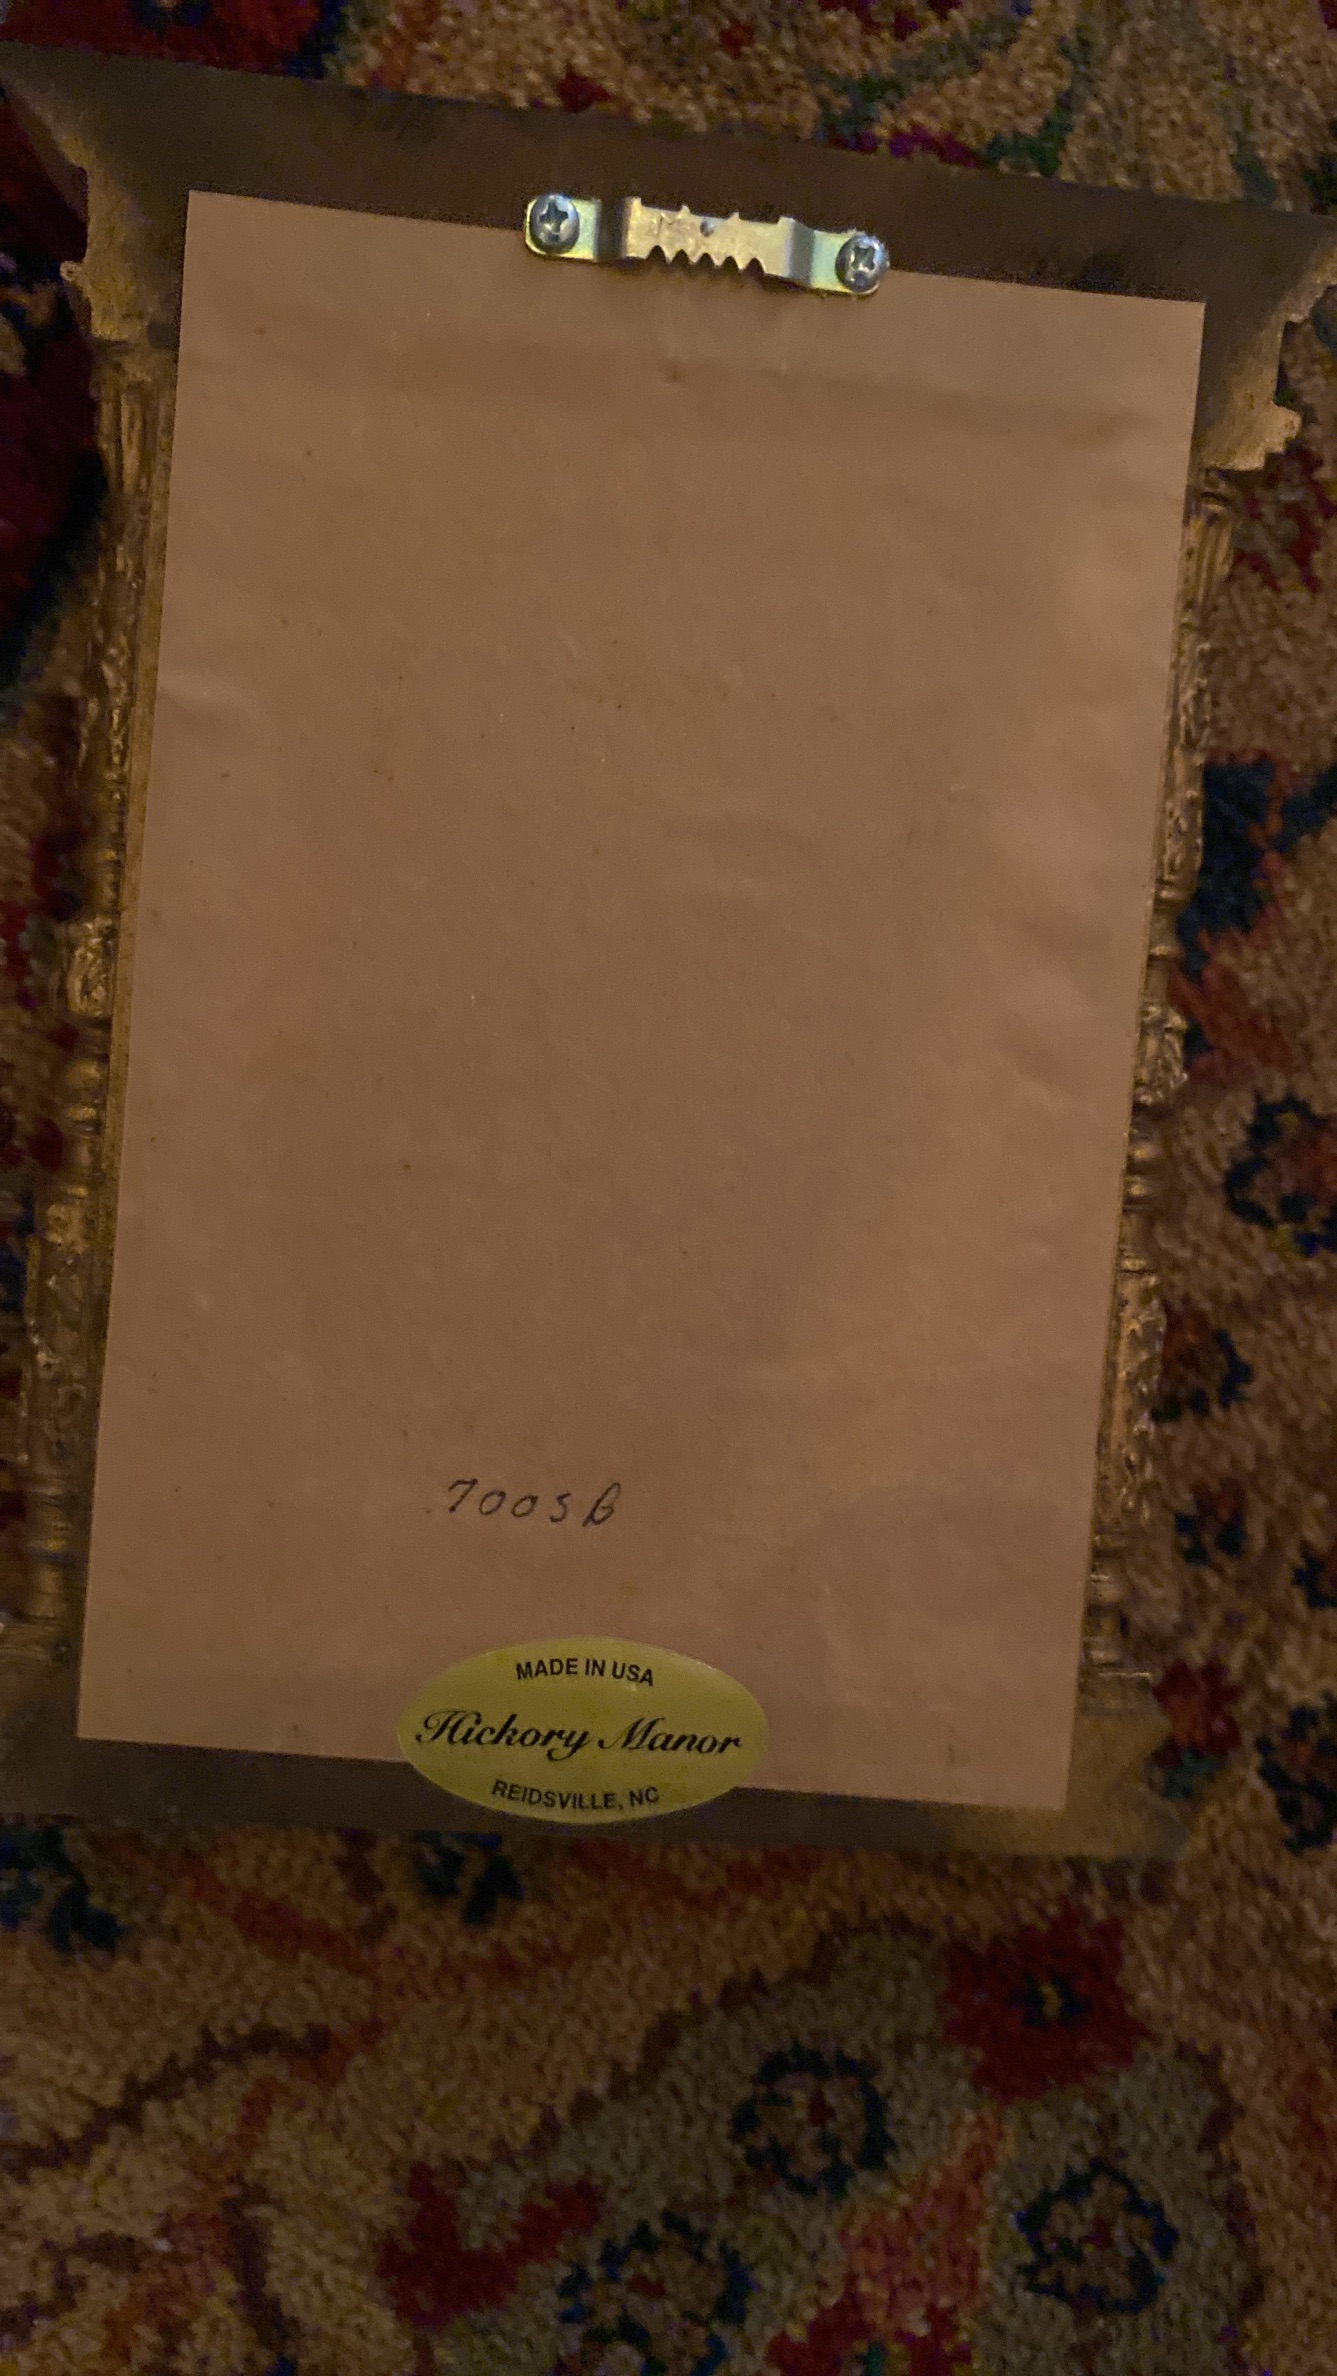 7005B
MADE IN USA
Hickory Manor
REIDSVILLE, NC